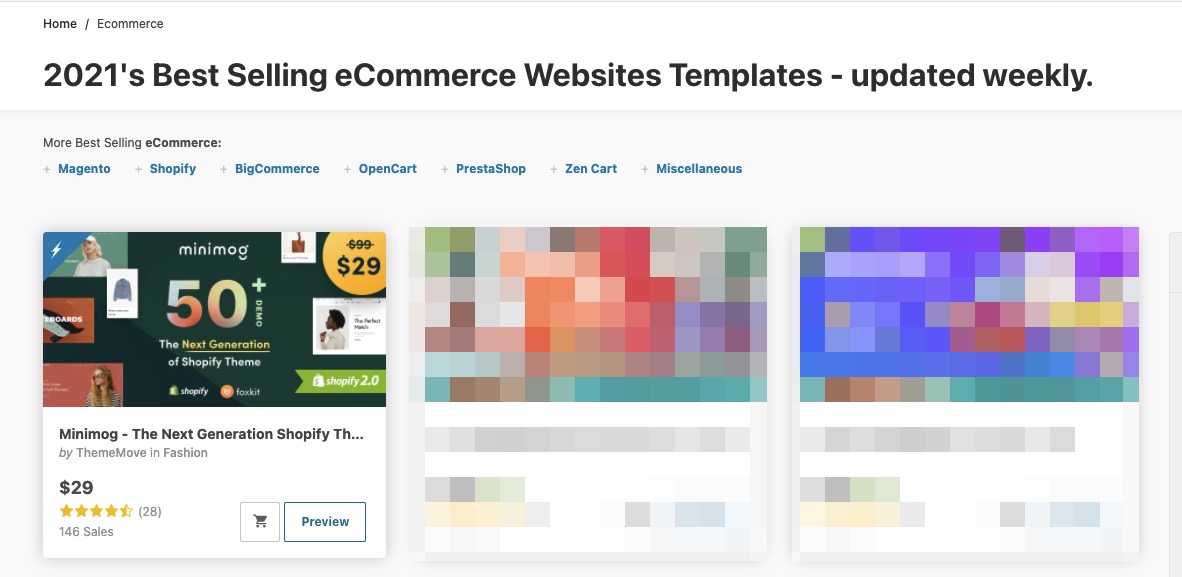 Home / Ecommerce
2021's Best Selling eCommerce Websites Templates - updated weekly.
More Best Selling eCommerce:
+ Magento + Shopify + BigCommerce + OpenCart + PrestaShop + Zen Cart + Miscellaneous
minimog
$99
$29
50+
DEMO
EBOARDS
The Perfect
Match
The Next Generation
of Shopify Theme
shopify foxkit
shopify 2.0
Minimog - The Next Generation Shopify Th...
by ThemeMove in Fashion
$29
(28)
146 Sales
Preview